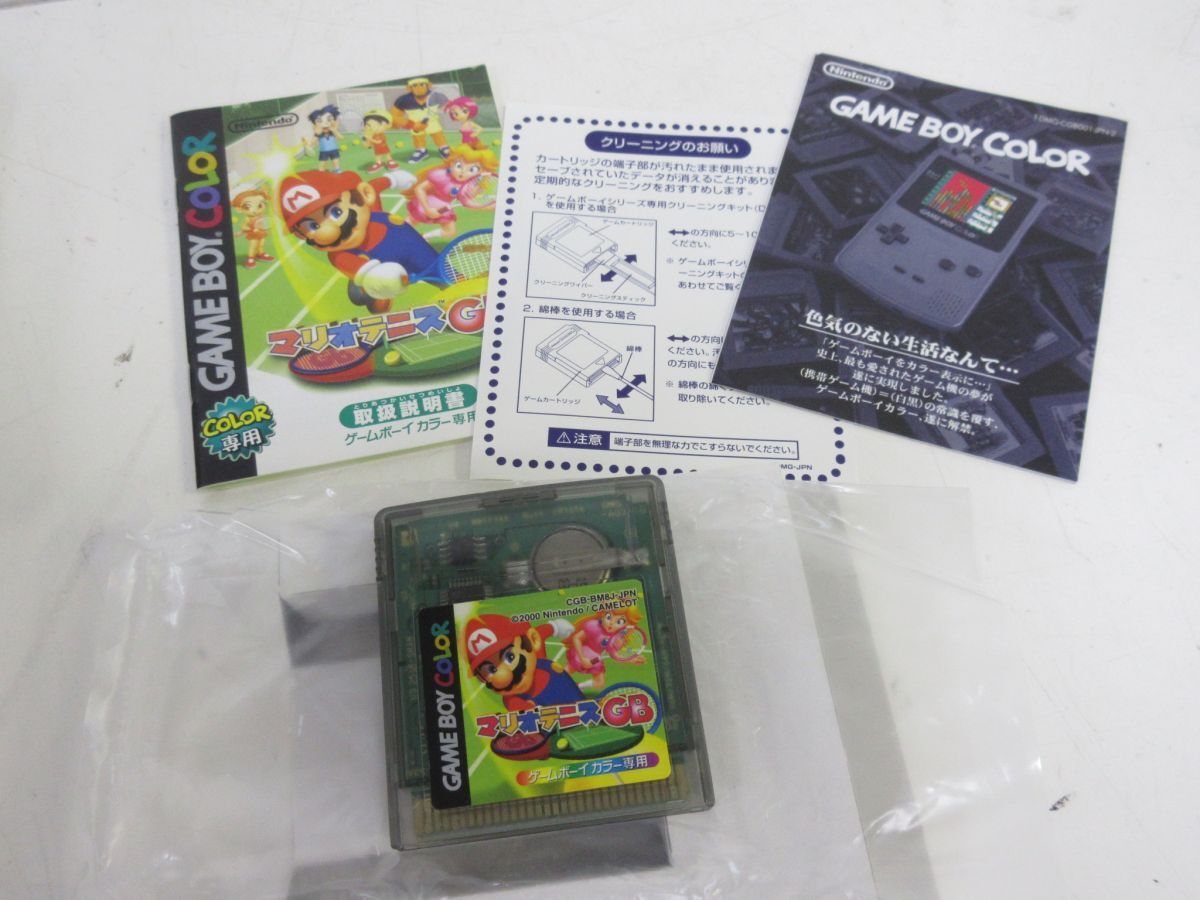 Nintendo
GAME BOY COLOR
マリオテニスGB
とりあつかいせつめいしょ
取扱説明書
ゲームボーイ カラー専用
COLOR
専用
クリーニングのお願い
カートリッジの端子部が汚れたまま使用されま
セーブされていたデータが消えることがあり
定期的なクリーニングをおすすめします。
1. ゲームボーイシリーズ専用クリーニングキット(D
を使用する場合
ゲームカートリッジ
クリーニングワイパー
クリーニングスティック
の方向に5〜10
ください。
※ ゲームボーイシリ
ーニングキット(
あわせてご覧く
2. 綿棒を使用する場合
綿棒
ゲームカートリッジ
の方向に
ください。汚
の方向にも
※ 綿棒の綿
取り除いてください。
注意 端子部を無理な力でこすらないでください。
MG-JPN
Nintendo
GAME BOY COLOR
GAME BOY COLOR
色気のない生活なんて…
「ゲームボーイをカラー表示に…」
史上、最も愛されたゲーム機の夢が
遂に実現しました。
(携帯ゲーム機)=(白黒)の常識を覆す、
ゲームボーイカラー、遂に解禁。
CGB-BM8J-JPN
©2000 Nintendo / CAMELOT
GAME BOY COLOR
マリオテニスGB
ゲームボーイ カラー専用